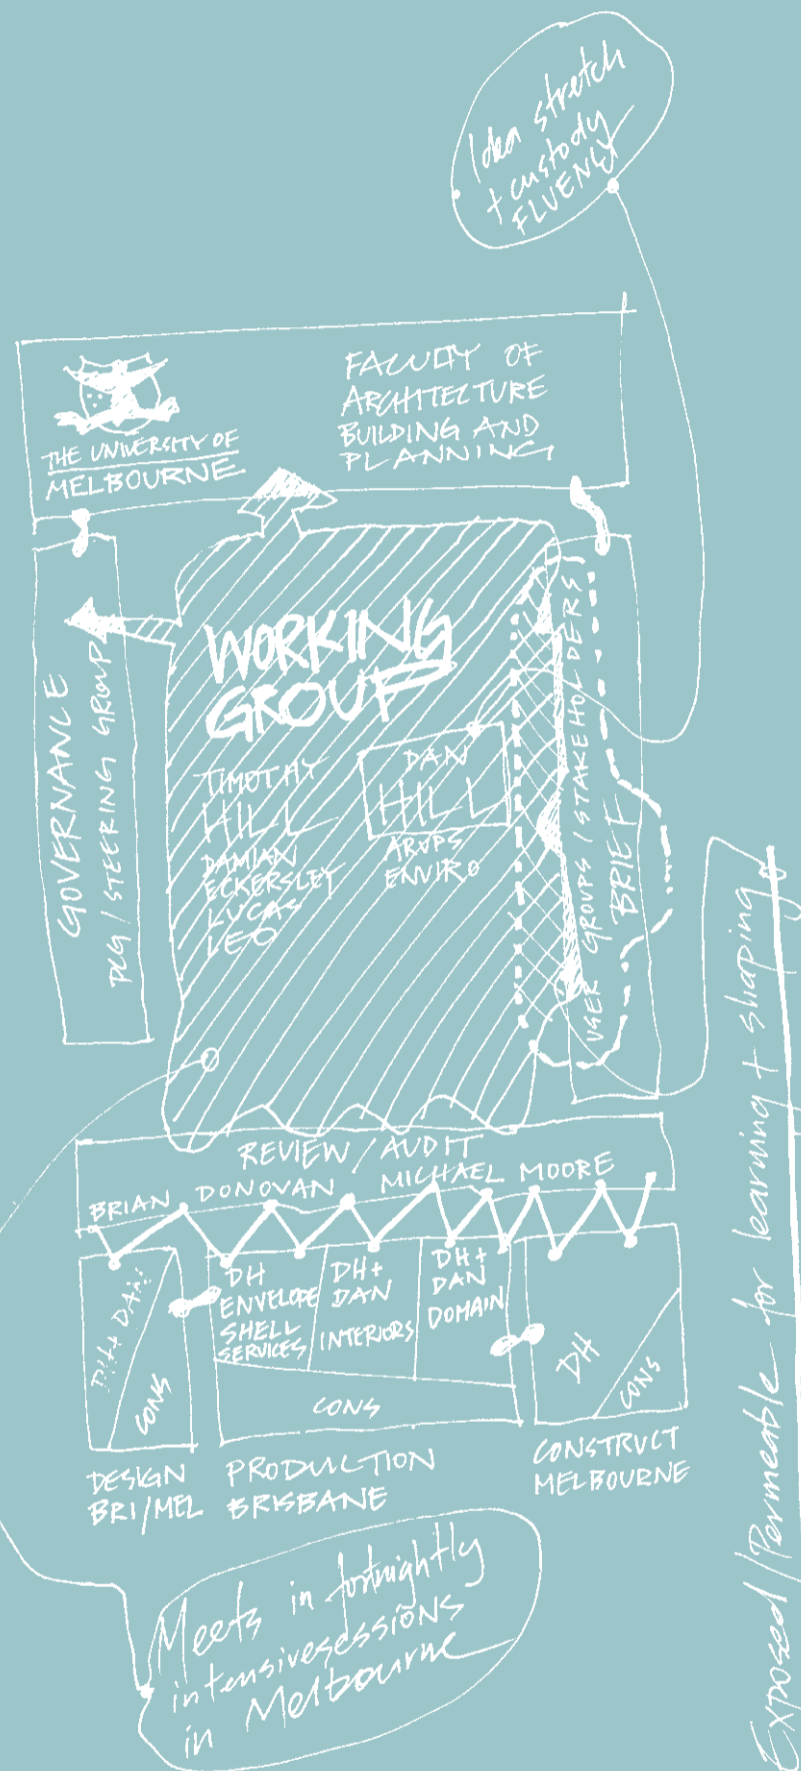 Idea stretch
+ custody
FLUENCY
THE UNIVERSITY OF
MELBOURNE
FACULTY OF
ARCHITECTURE
BUILDING AND
PLANNING
GOVERNANCE
PCG / STEERING GROUP
WORKING
GROUP
TIMOTHY
HILL
DAMIAN
ECKERSLEY
LUCAS
LEO
DAN
HILL
ARUPS
ENVIRO
USER GROUPS / STAKEHOLDERS
BRIEF
Exposed / Permeable for learning + shaping
REVIEW / AUDIT
BRIAN DONOVAN MICHAEL MOORE
DH + DAN
CONS
DH
ENVELOPE
SHELL
SERVICES
DH +
DAN
INTERIORS
DH +
DAN
DOMAIN
CONS
DH
CONS
DESIGN
BRI/MEL
PRODUCTION
BRISBANE
CONSTRUCT
MELBOURNE
Meets in fortnightly
intensive sessions
in Melbourne